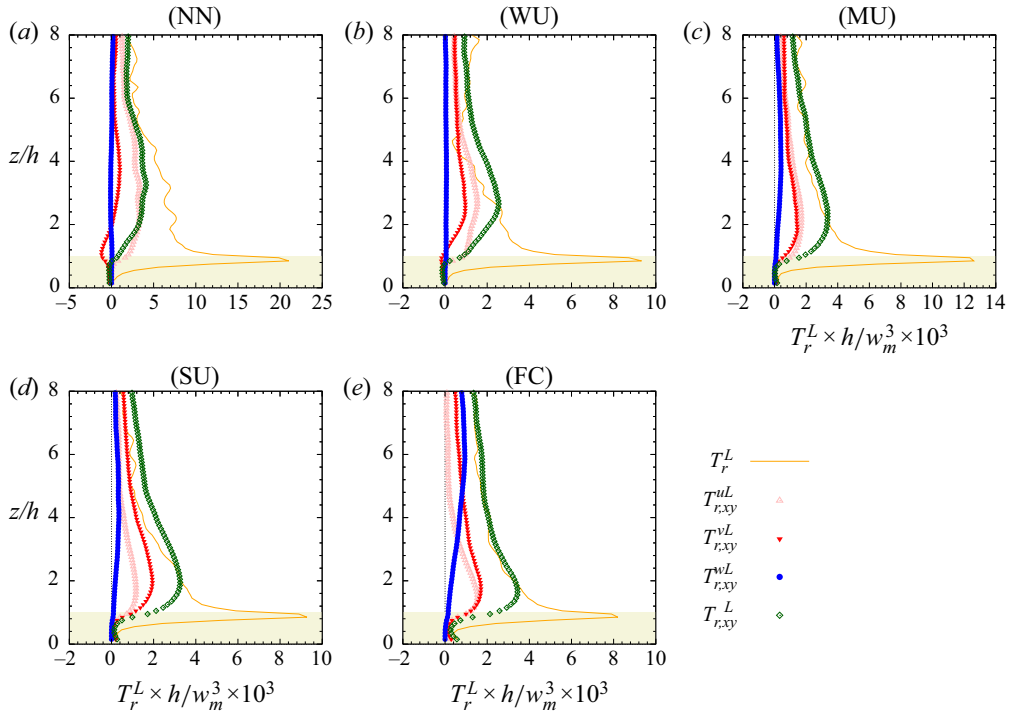 (NN) (WU) (MU)
(a) (b) (c)
8 8 8
6 6 6
z/h 4 4 4
2 2 2
0 0 0
−2 0 5 10 15 20 25 −2 0 2 4 6 8 10 −2 0 2 4 6 8 10 12 14
T_r^L × h/w_m^3 ×10^3
(SU) (FC)
(d) (e)
8 8
6 6
z/h 4 4
2 2
0 0
−2 0 2 4 6 8 10 −2 0 2 4 6 8 10
T_r^L × h/w_m^3 ×10^3 T_r^L × h/w_m^3 ×10^3
T_r^L
T_{r,xy}^{uL}
T_{r,xy}^{vL}
T_{r,xy}^{wL}
T_{r,xy}^L